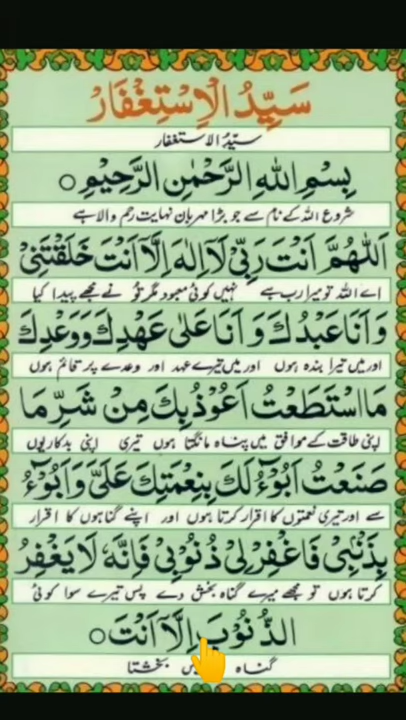 سَيِّدُ الْاِسْتِغْفَارْ
سیّدُ الاستغفار
بِسْمِ اللهِ الرَّحْمٰنِ الرَّحِيْمِ ○
شروع اللہ کے نام سے جو بڑا مہربان نہایت رحم والا ہے
اَللّٰهُمَّ اَنْتَ رَبِّىْ لَآ اِلٰهَ اِلَّآ اَنْتَ خَلَقْتَنِىْ
اے اللہ تو میرا رب ہے نہیں کوئی معبود مگر تُو نے مجھے پیدا کیا
وَاَنَا عَبْدُكَ وَ اَنَا عَلٰى عَهْدِكَ وَوَعْدِكَ
اور میں تیرا بندہ ہوں اور میں تیرے عہد اور وعدے پر قائم ہوں
مَا اسْتَطَعْتُ اَعُوْذُ بِكَ مِنْ شَرِّ مَا
اپنی طاقت کے موافق میں پناہ مانگتا ہوں تیری اپنی بدکاریوں
صَنَعْتُ اَبُوْٓءُ لَكَ بِنِعْمَتِكَ عَلَىَّ وَاَبُوْٓءُ
سے اور تیری نعمتوں کا اقرار کرتا ہوں اور اپنے گناہوں کا اقرار
بِذَنْۢبِىْ فَاغْفِرْ لِىْ ذُنُوْبِىْ فَاِنَّهٗ لَا يَغْفِرُ
کرتا ہوں تو مجھے میرے گناہ بخش دے پس تیرے سوا کوئی
الذُّنُوْبَ اِلَّآ اَنْتَ ○
گناہ بخشتا